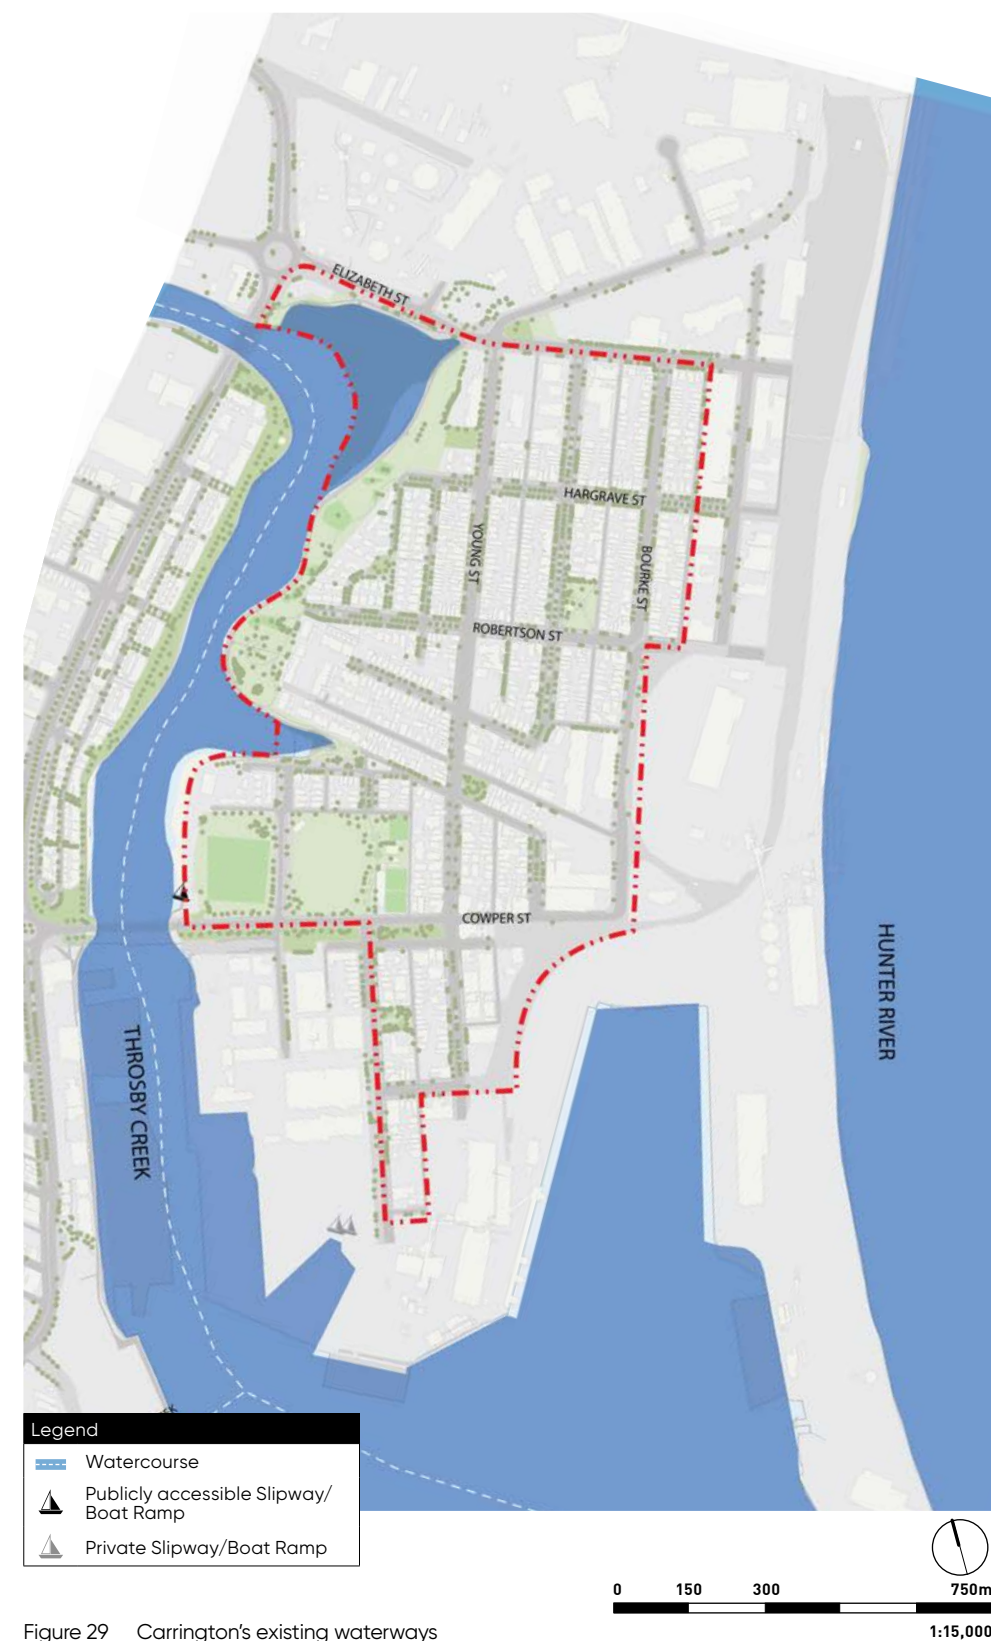 ELIZABETH ST
HARGRAVE ST
YOUNG ST
BOURKE ST
ROBERTSON ST
COWPER ST
HUNTER RIVER
THROSBY CREEK
Legend
Watercourse
Publicly accessible Slipway/
Boat Ramp
Private Slipway/Boat Ramp
0 150 300 750m
1:15,000
Figure 29 Carrington's existing waterways